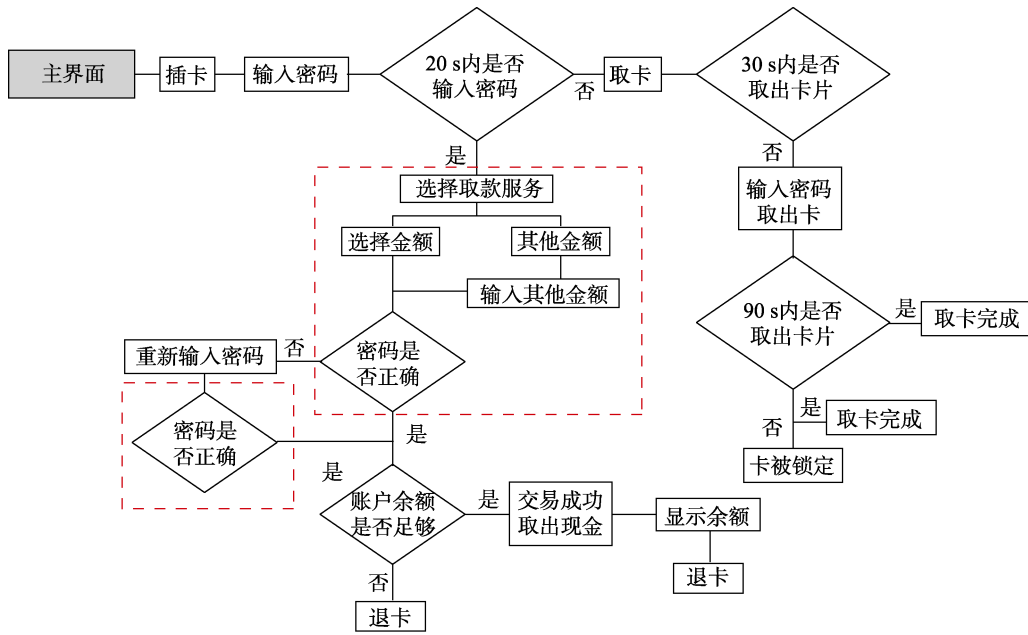 主界面
插卡
输入密码
20 s内是否
输入密码
否
取卡
30 s内是否
取出卡片
是
否
选择取款服务
输入密码
取出卡
选择金额
其他金额
输入其他金额
90 s内是否
取出卡片
是
取卡完成
重新输入密码
否
密码是
否正确
密码是
否正确
是
是
取卡完成
否
卡被锁定
是
账户余额
是否足够
是
交易成功
取出现金
显示余额
退卡
否
退卡